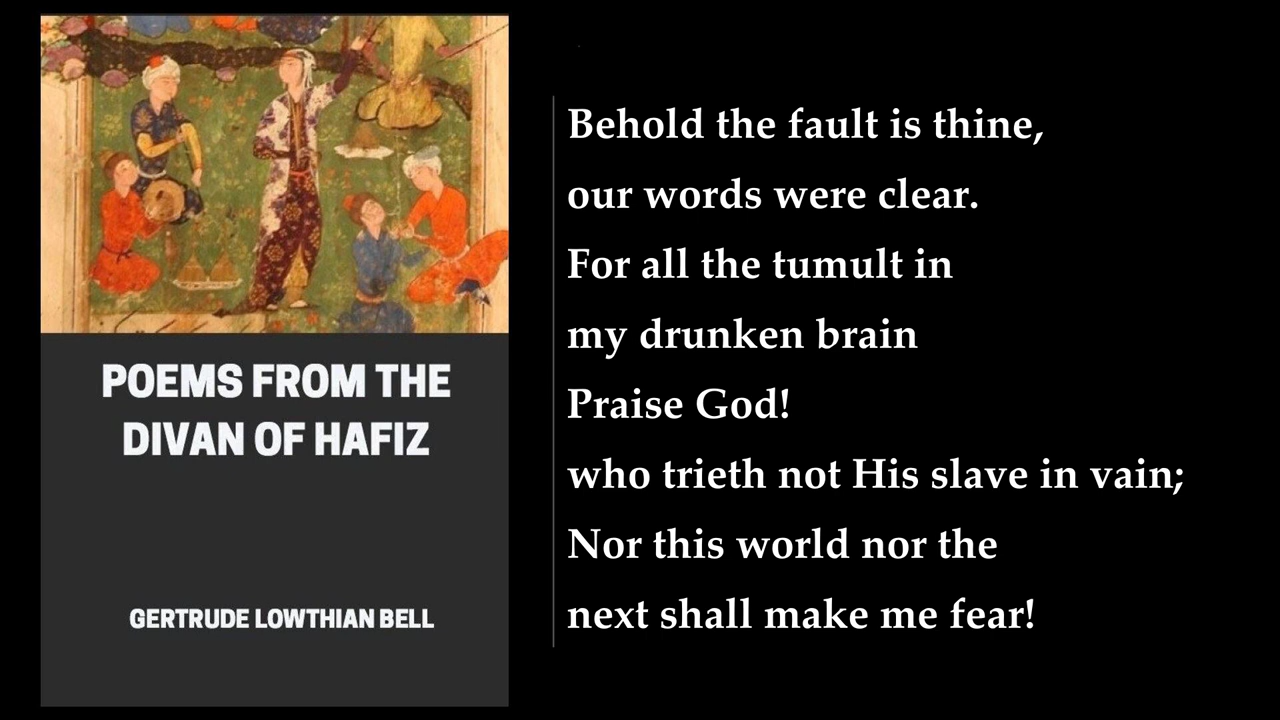 POEMS FROM THE
DIVAN OF HAFIZ
GERTRUDE LOWTHIAN BELL
Behold the fault is thine,
our words were clear.
For all the tumult in
my drunken brain
Praise God!
who trieth not His slave in vain;
Nor this world nor the
next shall make me fear!